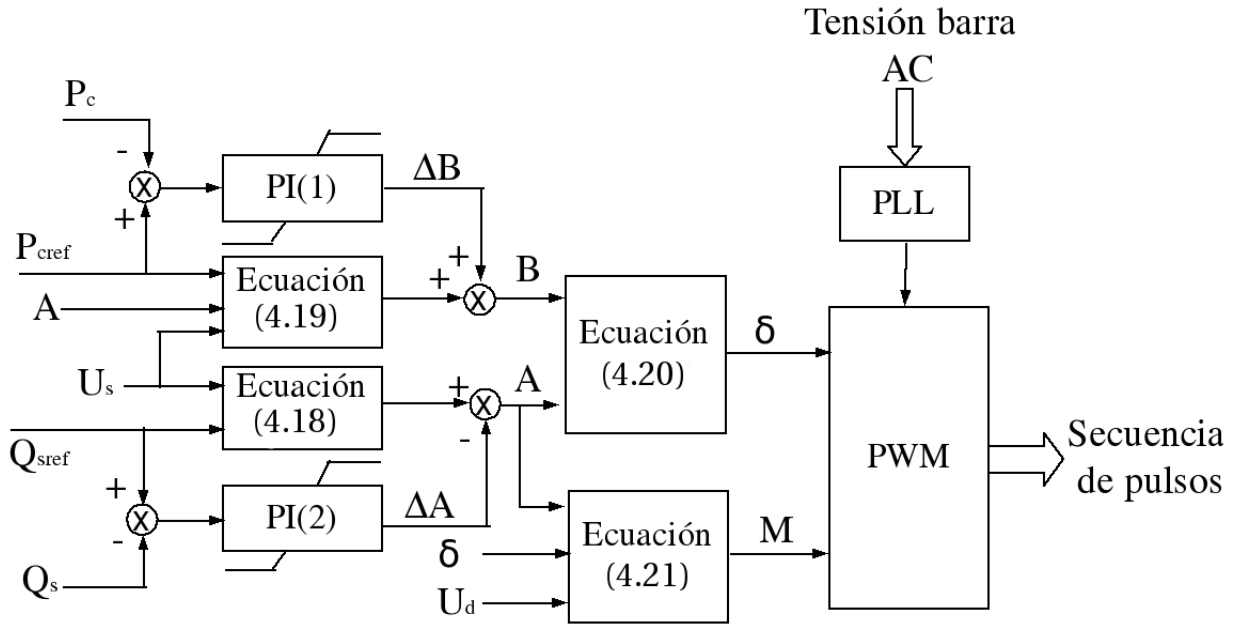 Tensión barra
AC
Pc
-
X
+
PI(1)
ΔB
PLL
Pcref
A
Ecuación
(4.19)
+
+
X
B
Ecuación
(4.20)
δ
Us
Ecuación
(4.18)
+
X
-
A
PWM
Secuencia
de pulsos
Qsref
+
X
-
PI(2)
ΔA
Qs
δ
Ud
Ecuación
(4.21)
M